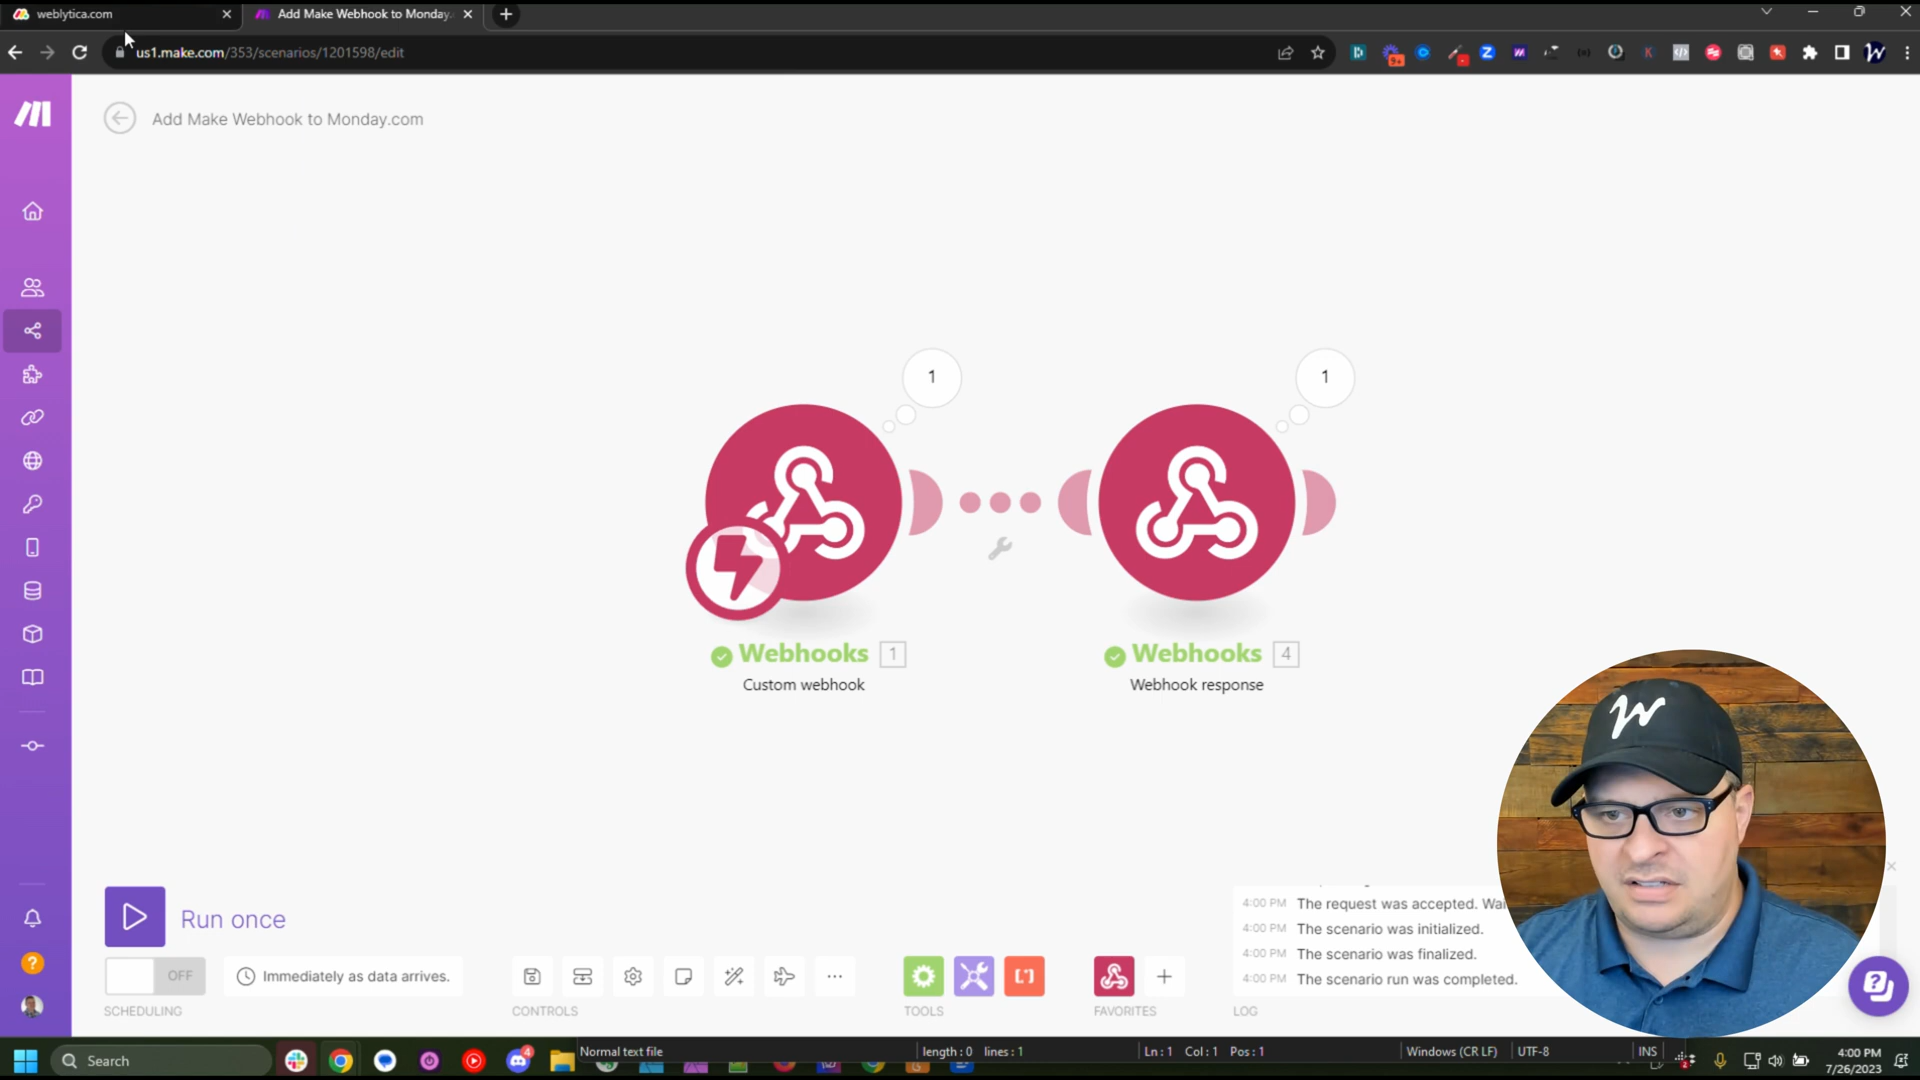 weblytica.com
Add Make Webhook to Monday.
us1.make.com/353/scenarios/1201598/edit
9+
Add Make Webhook to Monday.com
1
1
Webhooks 1
Custom webhook
Webhooks 4
Webhook response
Run once
OFF
Immediately as data arrives.
SCHEDULING
CONTROLS
TOOLS
FAVORITES
LOG
4:00 PM The request was accepted. Wai
4:00 PM The scenario was initialized.
4:00 PM The scenario was finalized.
4:00 PM The scenario run was completed.
Search
4
Normal text file
length : 0 lines : 1
Ln : 1 Col : 1 Pos : 1
Windows (CR LF)
UTF-8
INS
4:00 PM
7/26/2023